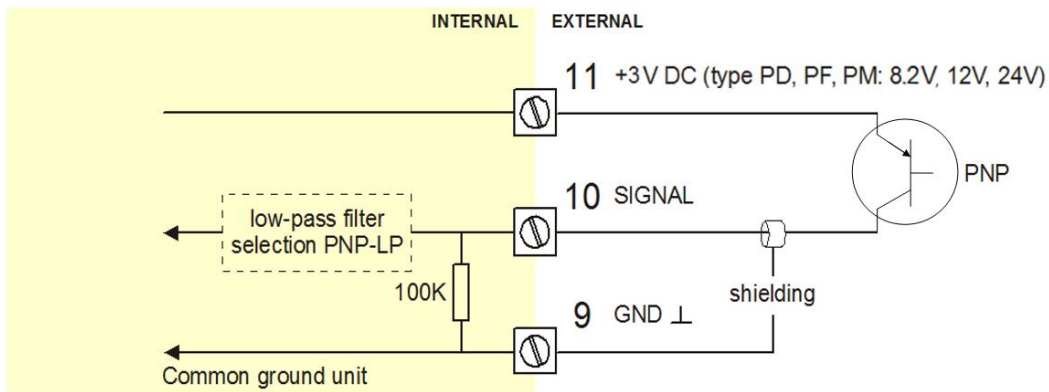 INTERNAL EXTERNAL
11 +3V DC (type PD, PF, PM: 8.2V, 12V, 24V)
PNP
10 SIGNAL
low-pass filter
selection PNP-LP
100K
shielding
9 GND ⊥
Common ground unit